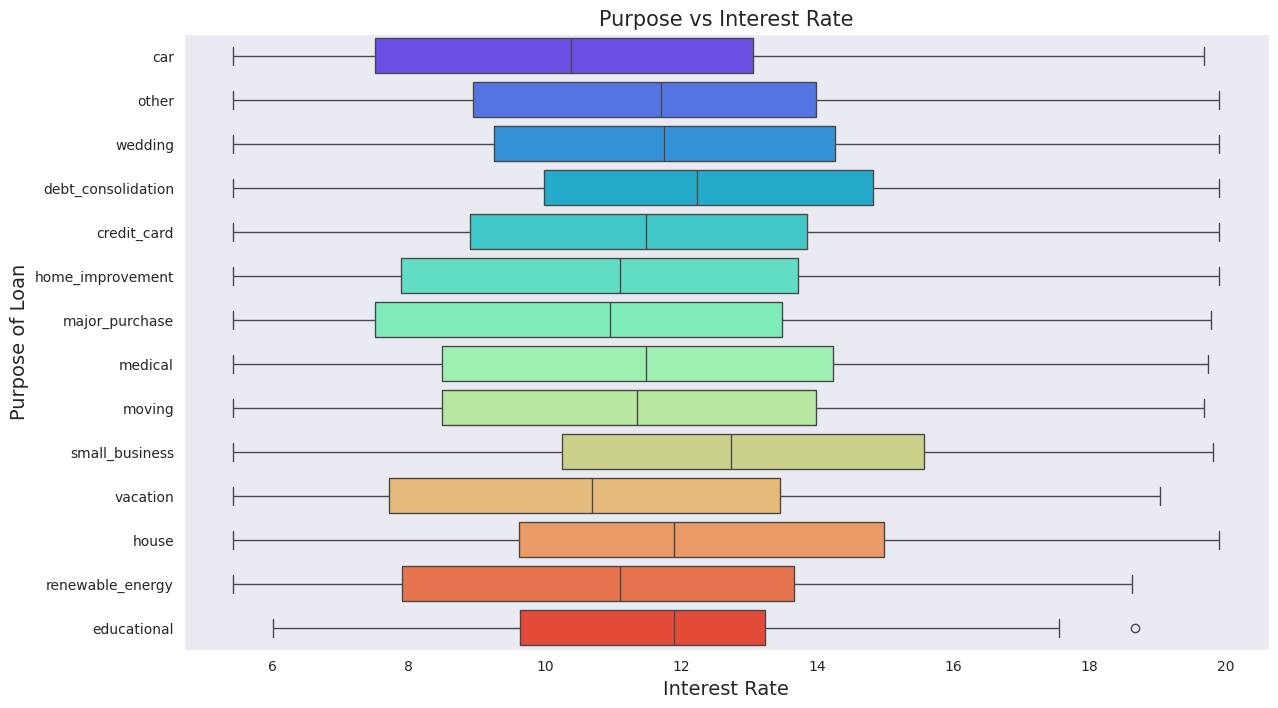 Purpose vs Interest Rate
Purpose of Loan
car
other
wedding
debt_consolidation
credit_card
home_improvement
major_purchase
medical
moving
small_business
vacation
house
renewable_energy
educational
6 8 10 12 14 16 18 20
Interest Rate